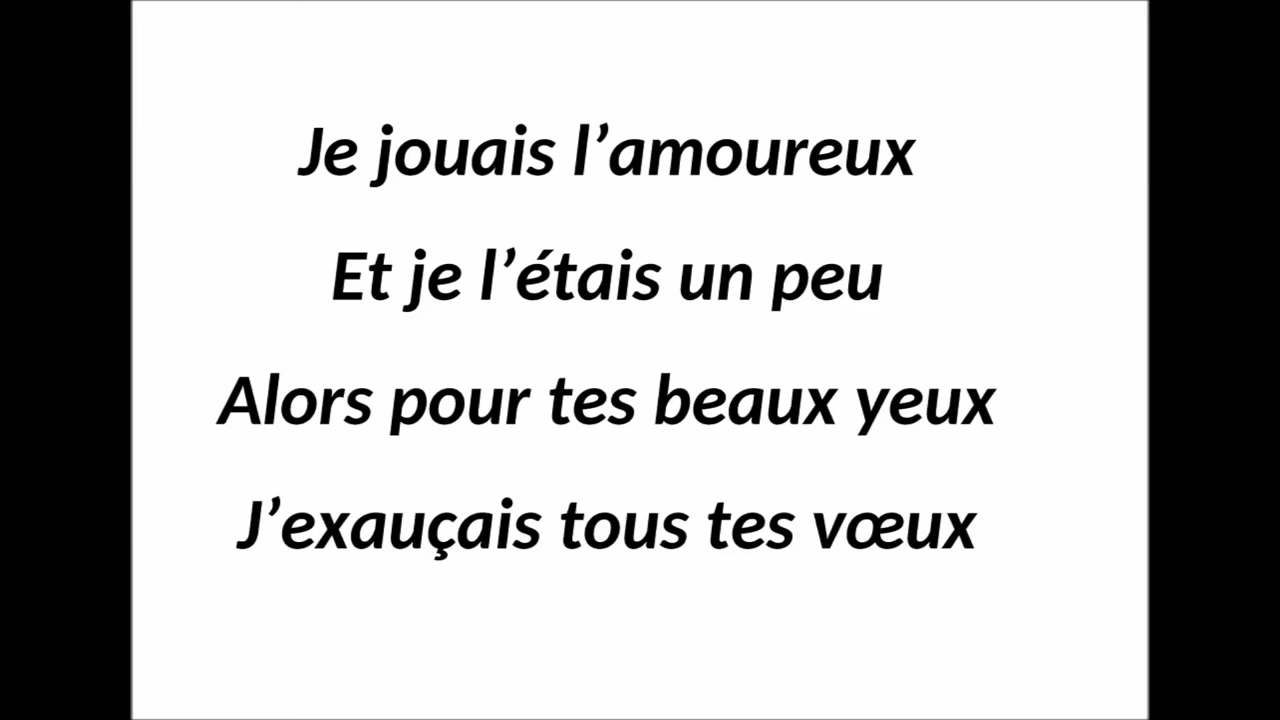 Je jouais l’amoureux
Et je l’étais un peu
Alors pour tes beaux yeux
J’exauçais tous tes vœux